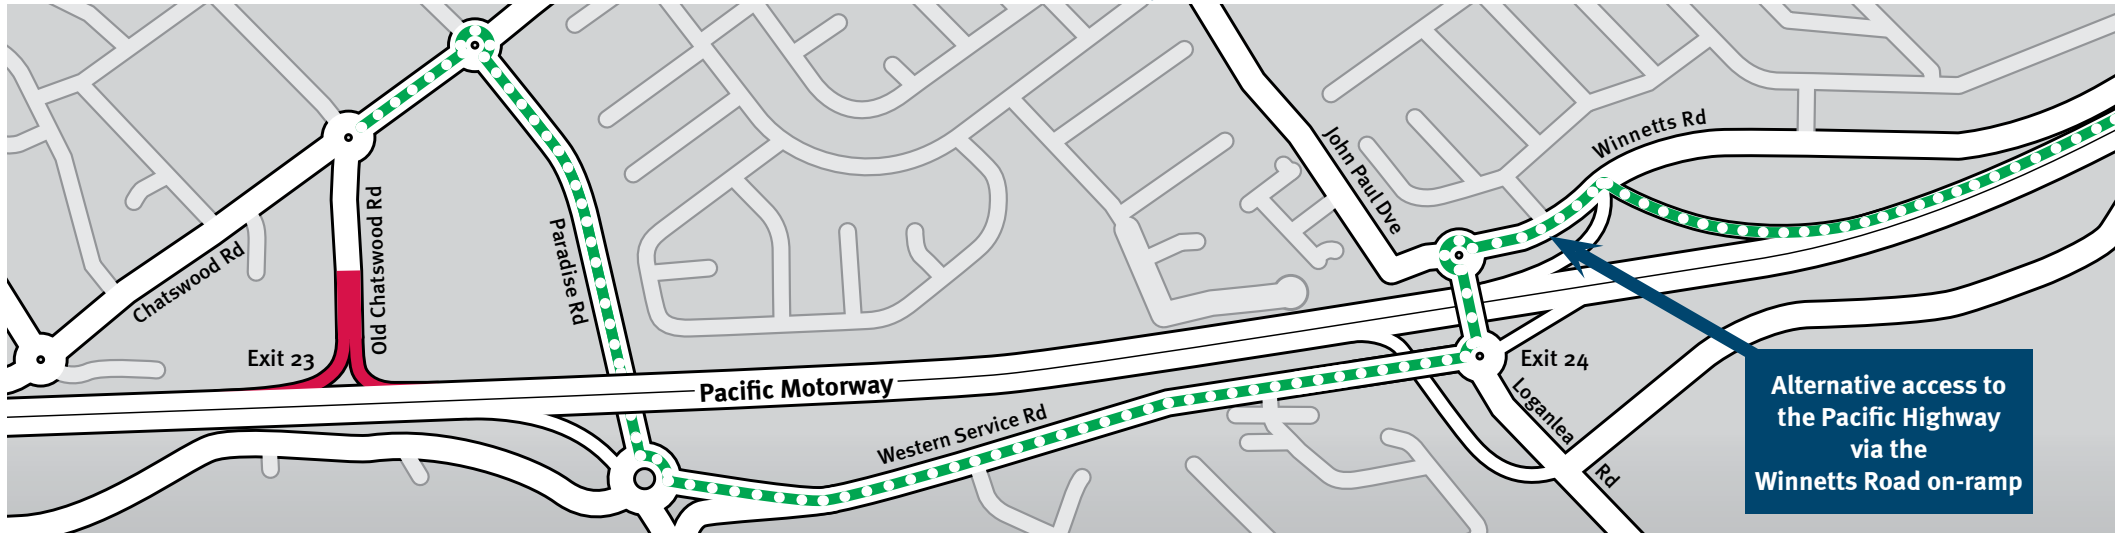 Chatswood Rd
Old Chatswood Rd
Exit 23
Paradise Rd
Pacific Motorway
Western Service Rd
John Paul Dve
Winnetts Rd
Exit 24
Loganlea Rd
Alternative access to
the Pacific Highway
via the
Winnetts Road on-ramp